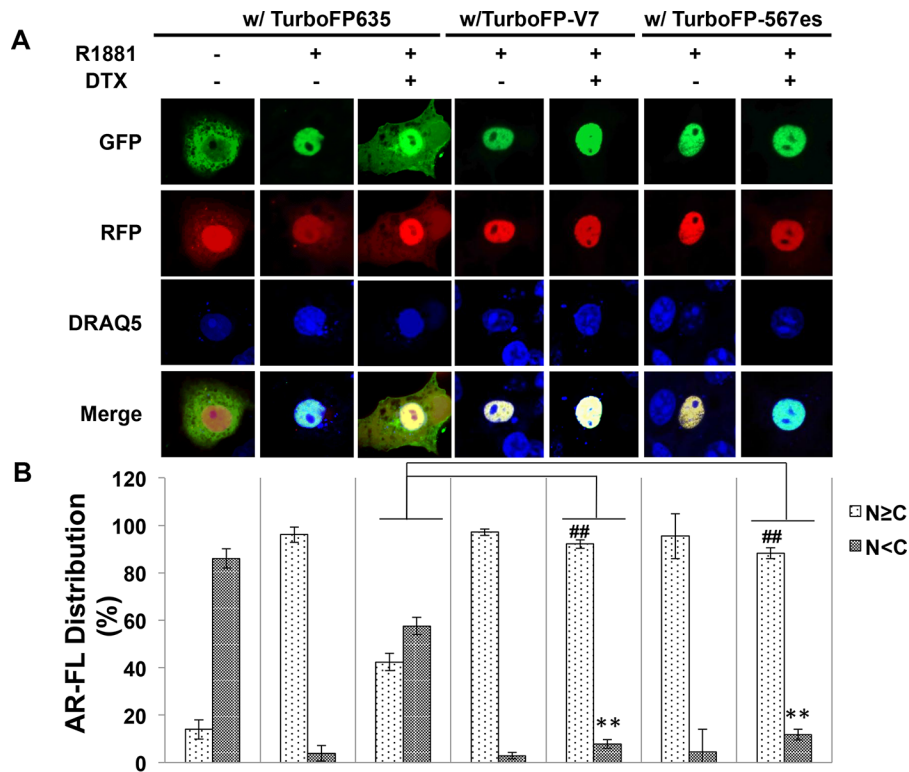 w/ TurboFP635 w/TurboFP-V7 w/ TurboFP-567es
A
R1881 - + + + + + +
DTX - - + - + - +
GFP
RFP
DRAQ5
Merge
B
AR-FL Distribution
(%)
120
100
80
60
40
20
0
## ##
** **
N≥C
N<C